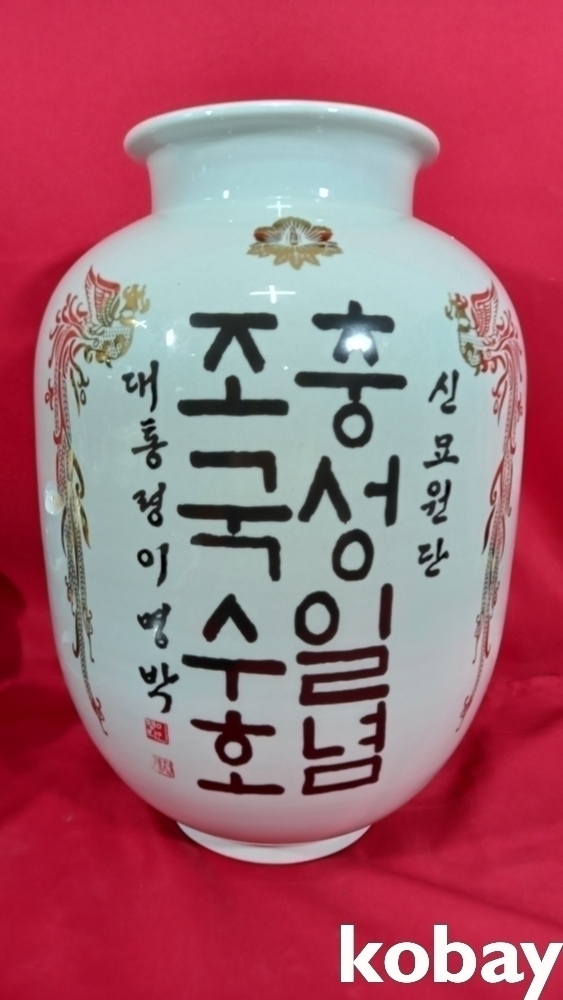 신묘원단
충성일념
조국수호
대통령이명박
kobay